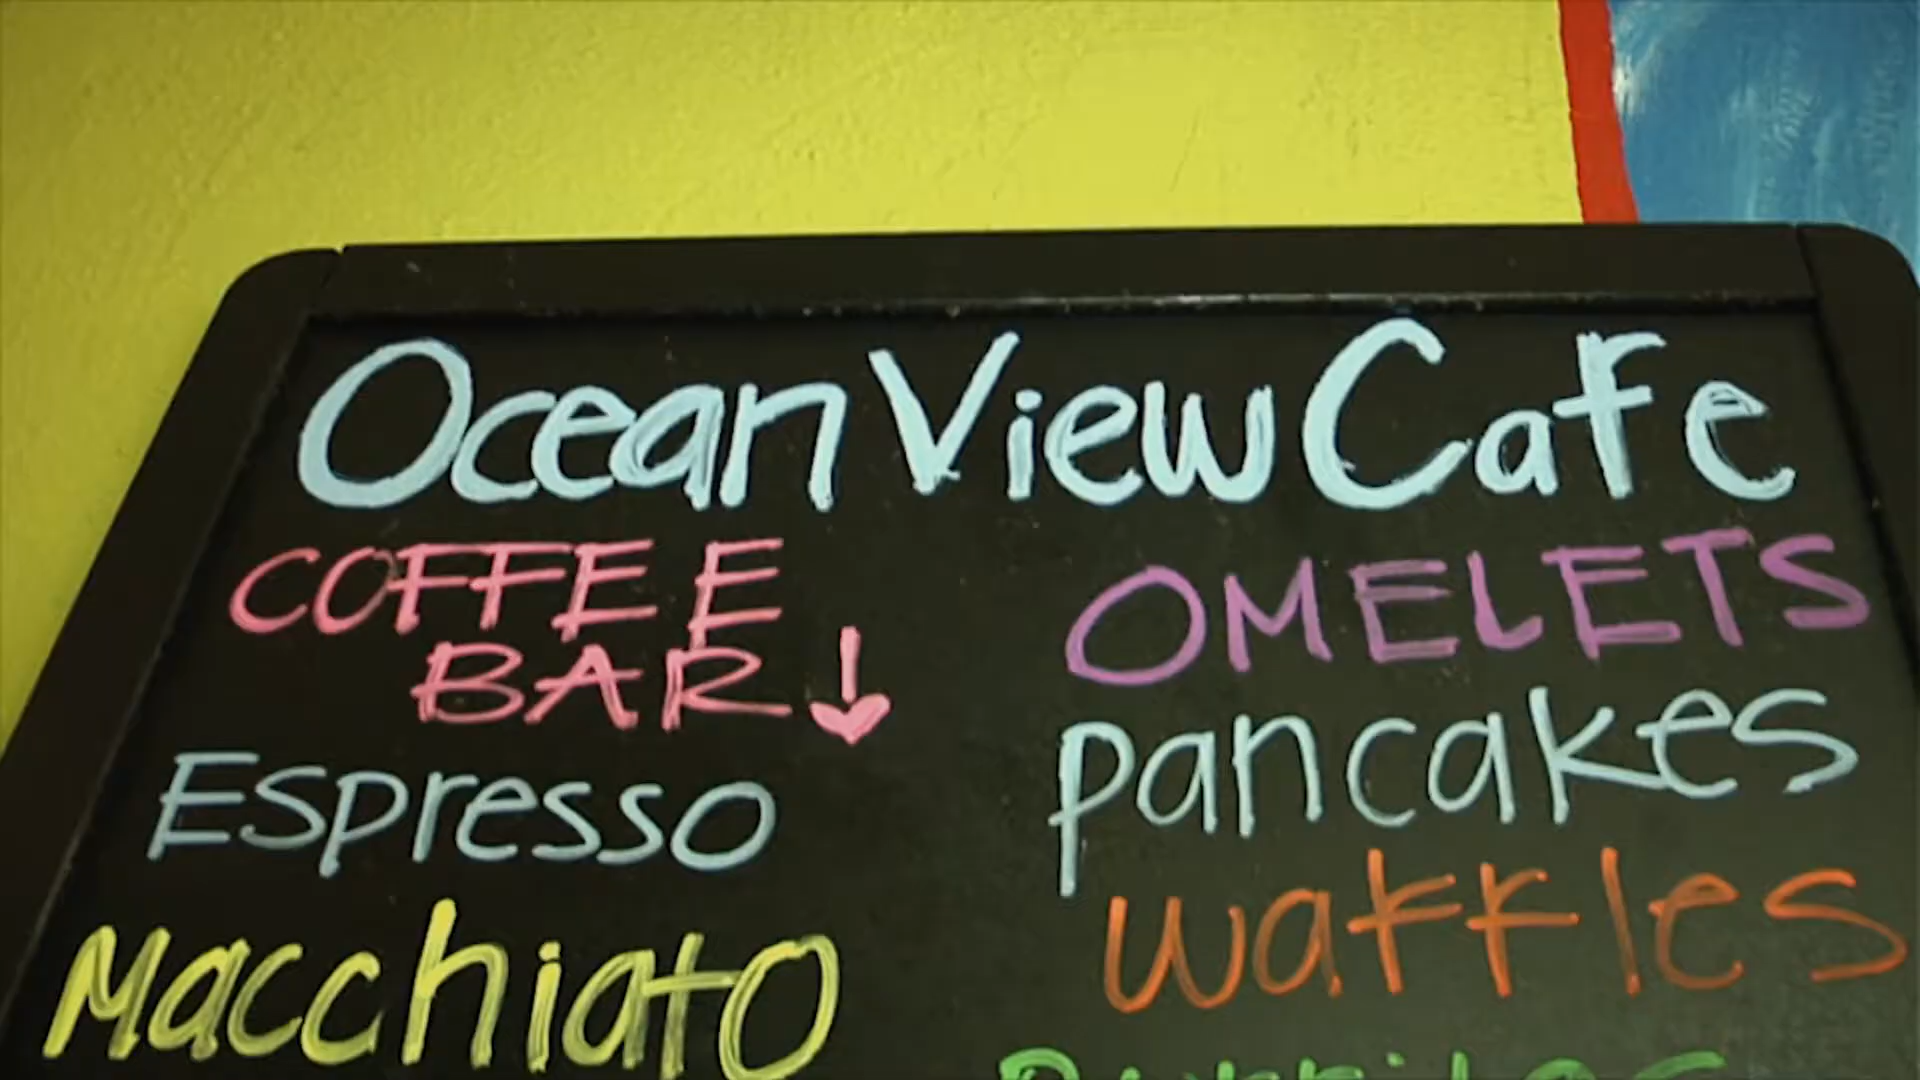 Ocean View Cafe
COFFEE
BAR
Espresso
Macchiato
OMELETS
pancakes
waffles